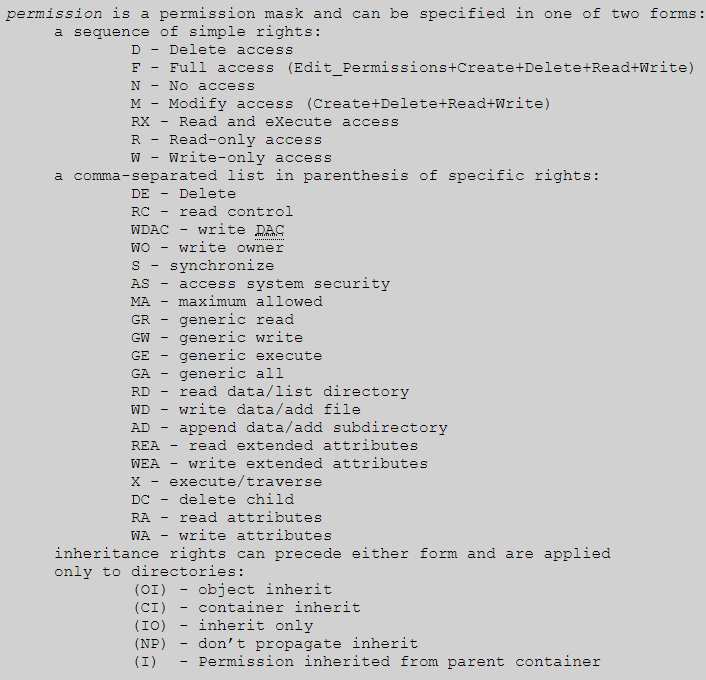 permission is a permission mask and can be specified in one of two forms:
a sequence of simple rights:
D - Delete access
F - Full access (Edit_Permissions+Create+Delete+Read+Write)
N - No access
M - Modify access (Create+Delete+Read+Write)
RX - Read and eXecute access
R - Read-only access
W - Write-only access
a comma-separated list in parenthesis of specific rights:
DE - Delete
RC - read control
WDAC - write DAC
WO - write owner
S - synchronize
AS - access system security
MA - maximum allowed
GR - generic read
GW - generic write
GE - generic execute
GA - generic all
RD - read data/list directory
WD - write data/add file
AD - append data/add subdirectory
REA - read extended attributes
WEA - write extended attributes
X - execute/traverse
DC - delete child
RA - read attributes
WA - write attributes
inheritance rights can precede either form and are applied
only to directories:
(OI) - object inherit
(CI) - container inherit
(IO) - inherit only
(NP) - don’t propagate inherit
(I) - Permission inherited from parent container